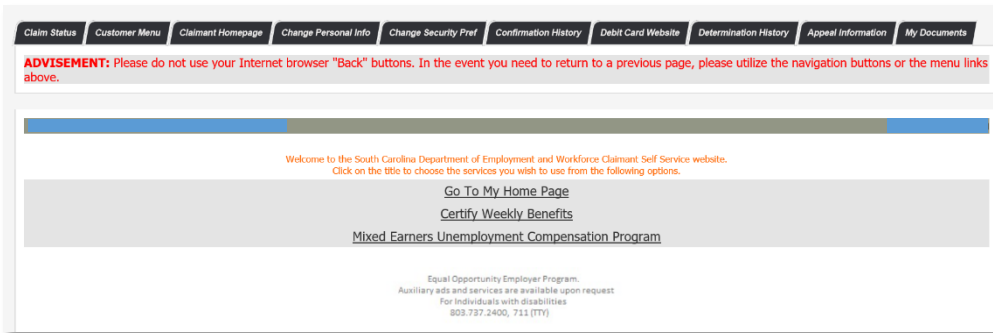 Claim Status Customer Menu Claimant Homepage Change Personal Info Change Security Pref Confirmation History Debit Card Website Determination History Appeal Information My Documents
ADVISEMENT: Please do not use your Internet browser "Back" buttons. In the event you need to return to a previous page, please utilize the navigation buttons or the menu links
above.
Welcome to the South Carolina Department of Employment and Workforce Claimant Self Service website.
Click on the title to choose the services you wish to use from the following options.
Go To My Home Page
Certify Weekly Benefits
Mixed Earners Unemployment Compensation Program
Equal Opportunity Employer Program.
Auxiliary ads and services are available upon request
For Individuals with disabilities
803.737.2400, 711 (TTY)